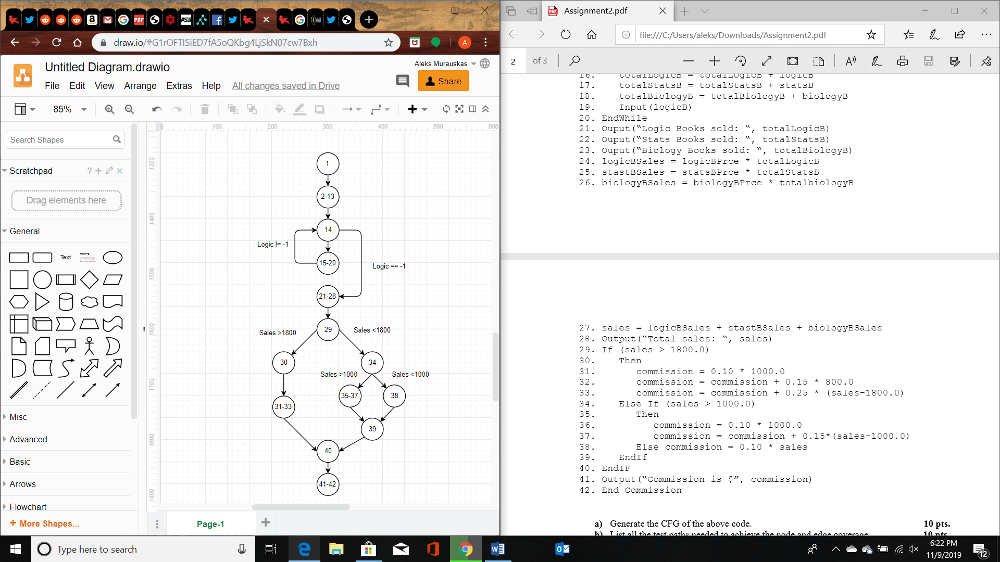 PDF
ASU
draw.io/#G1rOFTISiED7fA5oQKbg4LjSkN07cw7Bxh
A
Untitled Diagram.drawio
Aleks Murauskas
File Edit View Arrange Extras Help All changes saved in Drive
Share
85%
0 100 200 300 400 500 600
Search Shapes
Scratchpad
?
Drag elements here
General
Text
Heading
Misc
Advanced
Basic
Arrows
Flowchart
+ More Shapes...
1300
1400
1500
1600
1700
1800
1900
1
2-13
14
Logic != -1
15-20
Logic == -1
21-28
29
Sales >1800
Sales <1800
30
34
Sales >1000
Sales <1000
35-37
38
31-33
39
40
41-42
Page-1
Assignment2.pdf
file:///C:/Users/aleks/Downloads/Assignment2.pdf
2 of 3
16. totalLogicB = totalLogicB + logicB
17. totalStatsB = totalStatsB + statsB
18. totalBiologyB = totalBiologyB + biologyB
19. Input(logicB)
20. EndWhile
21. Ouput(“Logic Books sold: “, totalLogicB)
22. Ouput(“Stats Books sold: “, totalStatsB)
23. Ouput(“Biology Books sold: “, totalBiologyB)
24. logicBSales = logicBPrce * totalLogicB
25. stastBSales = statsBPrce * totalStatsB
26. biologyBSales = biologyBPrce * totalbiologyB
27. sales = logicBSales + stastBSales + biologyBSales
28. Output(“Total sales: “, sales)
29. If (sales > 1800.0)
30. Then
31. commission = 0.10 * 1000.0
32. commission = commission + 0.15 * 800.0
33. commission = commission + 0.25 * (sales-1800.0)
34. Else If (sales > 1000.0)
35. Then
36. commission = 0.10 * 1000.0
37. commission = commission + 0.15*(sales-1000.0)
38. Else commission = 0.10 * sales
39. EndIf
40. EndIF
41. Output(“Commission is $”, commission)
42. End Commission
a) Generate the CFG of the above code. 10 pts.
b) List all the test paths needed to achieve the node and edge coverage. 10 pts.
Type here to search
6:22 PM
11/9/2019
12